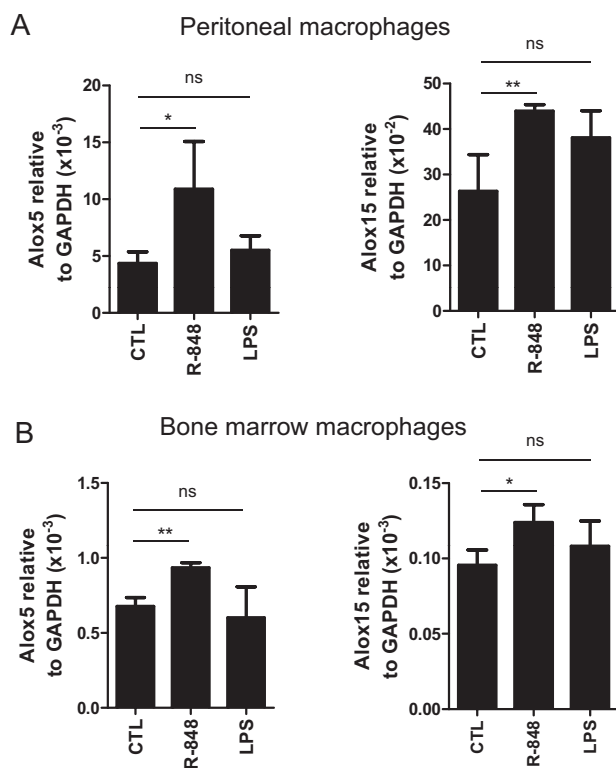 A
Peritoneal macrophages
Alox5 relative
to GAPDH (x10⁻³)
20
15
10
5
0
ns
*
CTL
R-848
LPS
Alox15 relative
to GAPDH (x10⁻²)
50
40
30
20
10
0
ns
**
CTL
R-848
LPS
B
Bone marrow macrophages
Alox5 relative
to GAPDH (x10⁻³)
1.5
1.0
0.5
0.0
ns
**
CTL
R-848
LPS
Alox15 relative
to GAPDH (x10⁻³)
0.15
0.10
0.05
0.00
ns
*
CTL
R-848
LPS